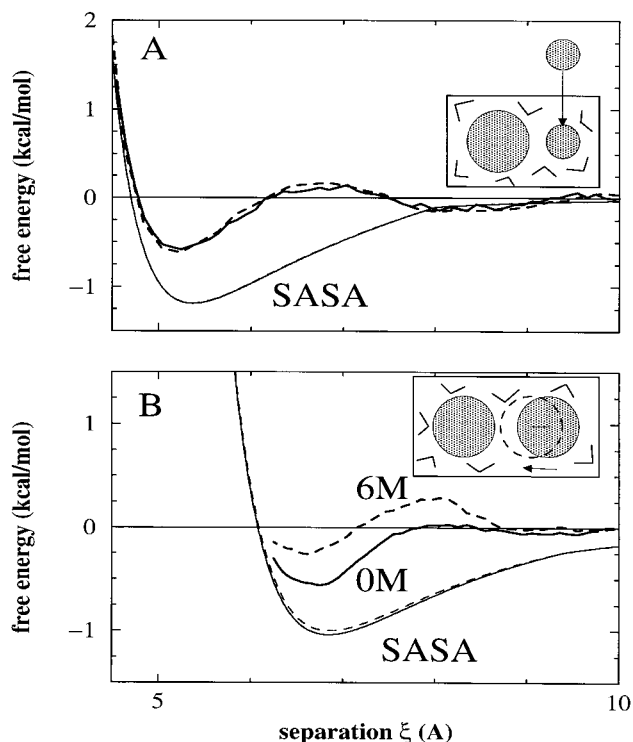 2
A
1
0
−1
free energy (kcal/mol)
SASA
B
1
6M
0
0M
−1
free energy (kcal/mol)
SASA
5
10
separation ξ (A)